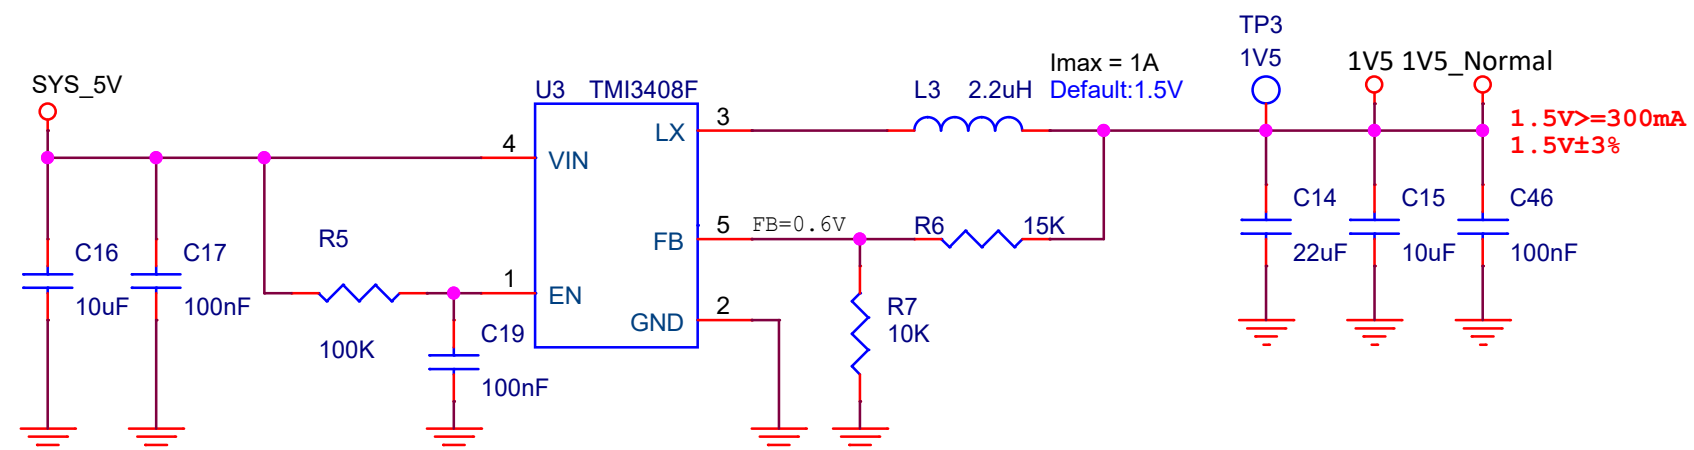 TP3
1V5
SYS_5V
Imax = 1A
1V5 1V5_Normal
U3 TMI3408F
L3 2.2uH Default:1.5V
3
1.5V>=300mA
LX
4
1.5V±3%
VIN
C14
C15
C46
5 FB=0.6V
R6 15K
R5
FB
C16
C17
22uF
10uF
100nF
1
EN
10uF
100nF
2
R7
GND
C19
10K
100K
100nF